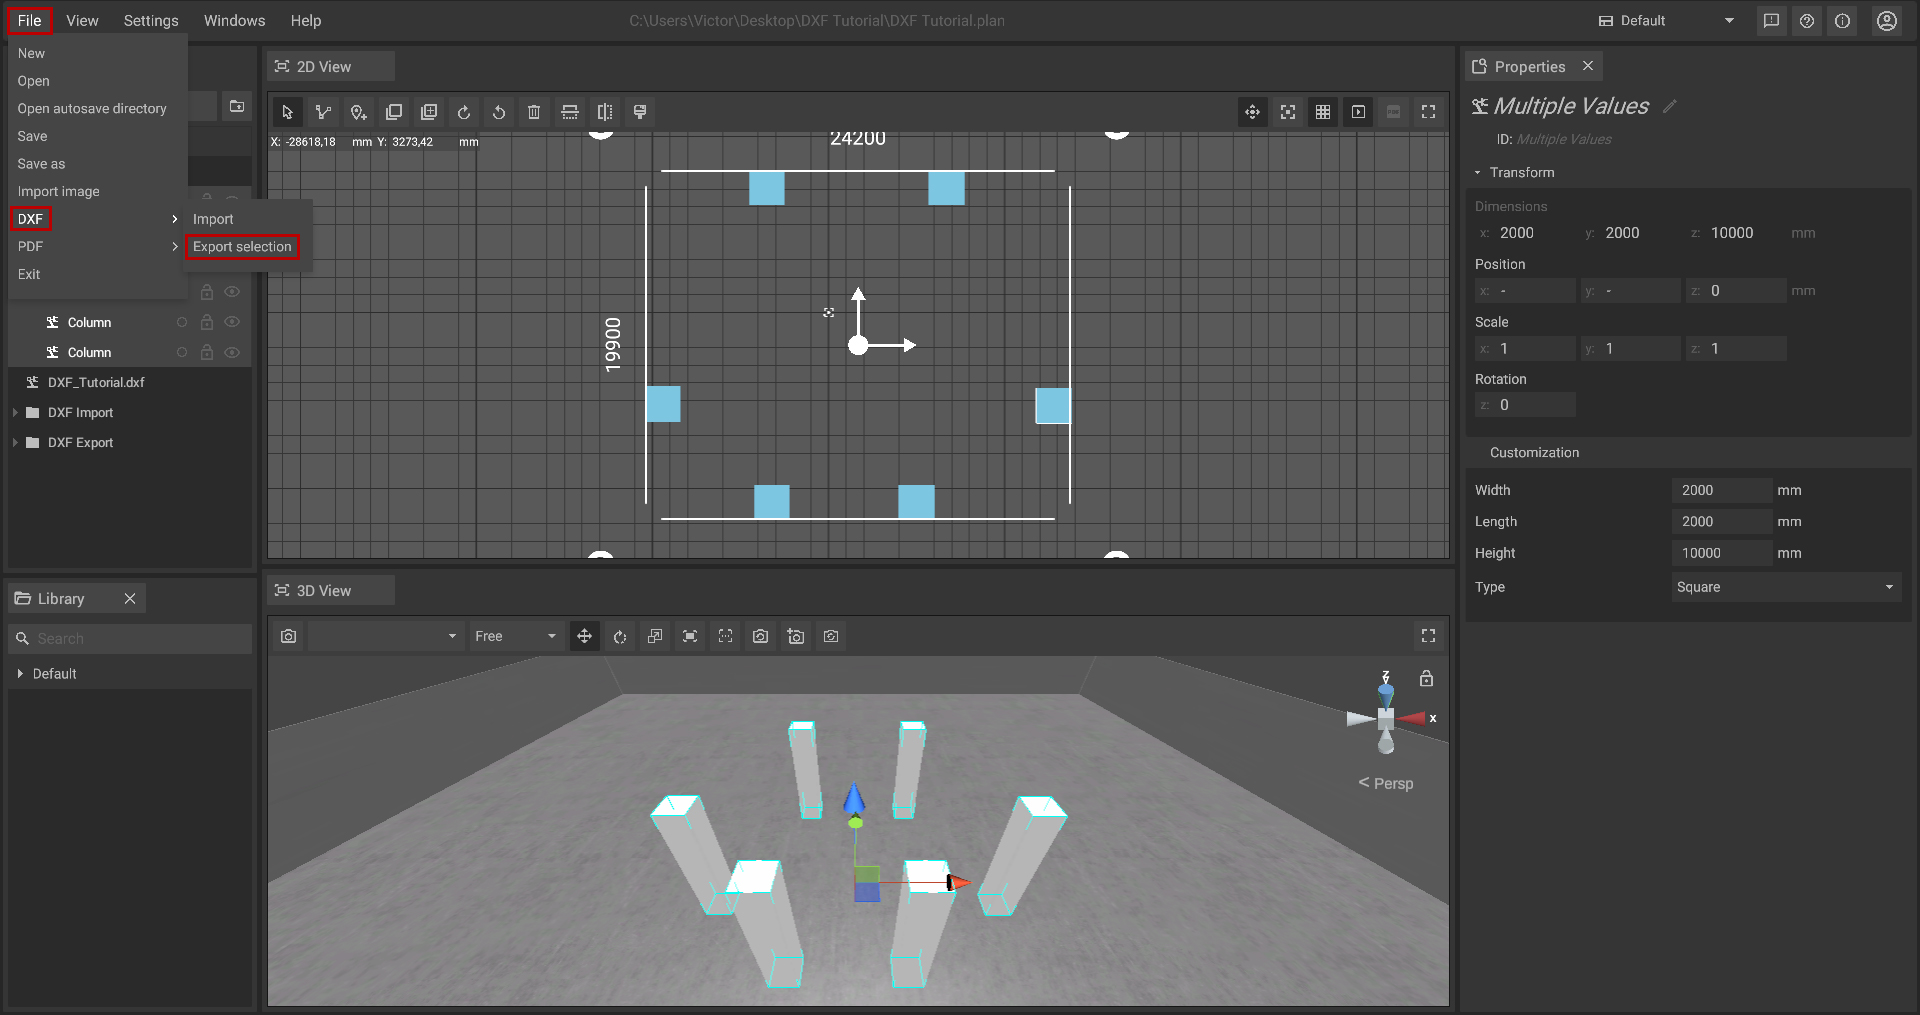 File View Settings Windows Help
C:\Users\Victor\Desktop\DXF Tutorial\DXF Tutorial.plan
Default
New
Open
Open autosave directory
Save
Save as
Import image
DXF
PDF
Exit
Import
Export selection
Column
Column
DXF_Tutorial.dxf
DXF Import
DXF Export
Library
Search
Default
2D View
X: -28618,18 mm Y: 3273,42 mm
24200
19900
3D View
Free
Z
x
< Persp
Properties
Multiple Values
ID: Multiple Values
Transform
Dimensions
x: 2000 y: 2000 z: 10000 mm
Position
x: - y: - z: 0 mm
Scale
x: 1 y: 1 z: 1
Rotation
z: 0
Customization
Width 2000 mm
Length 2000 mm
Height 10000 mm
Type Square